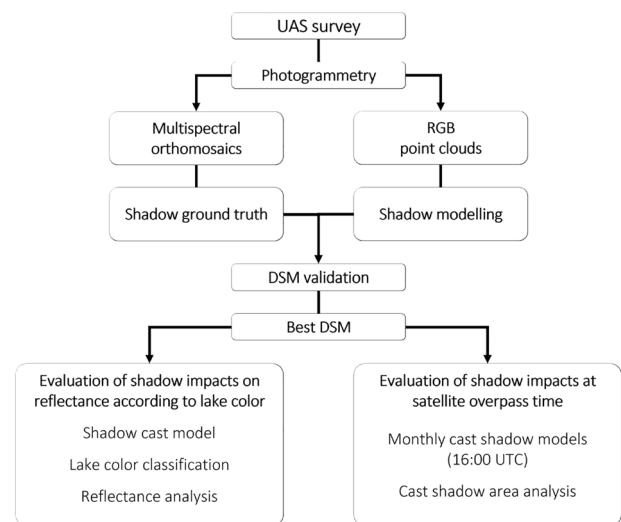 UAS survey
Photogrammetry
Multispectral
orthomosaics
RGB
point clouds
Shadow ground truth
Shadow modelling
DSM validation
Best DSM
Evaluation of shadow impacts on
reflectance according to lake color
Shadow cast model
Lake color classification
Reflectance analysis
Evaluation of shadow impacts at
satellite overpass time
Monthly cast shadow models
(16:00 UTC)
Cast shadow area analysis